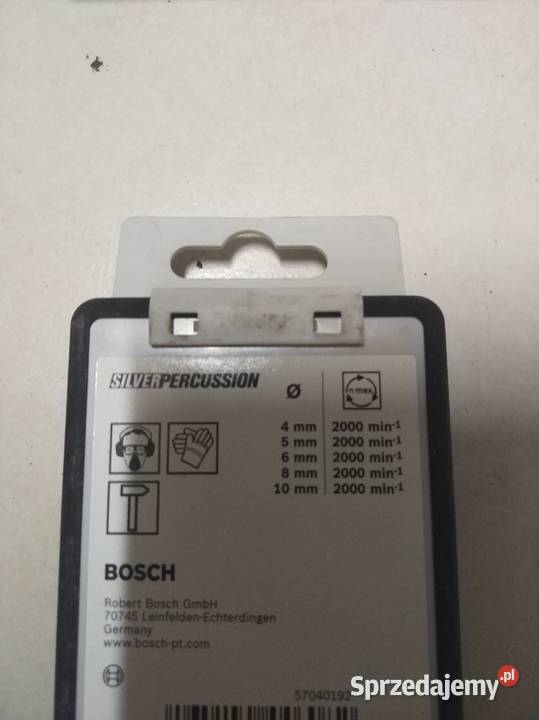 SILVERPERCUSSION Ø n max.
4 mm 2000 min-1
5 mm 2000 min-1
6 mm 2000 min-1
8 mm 2000 min-1
10 mm 2000 min-1
BOSCH
Robert Bosch GmbH
70745 Leinfelden-Echterdingen
Germany
www.bosch-pt.com
57040192
Sprzedajemy.pl